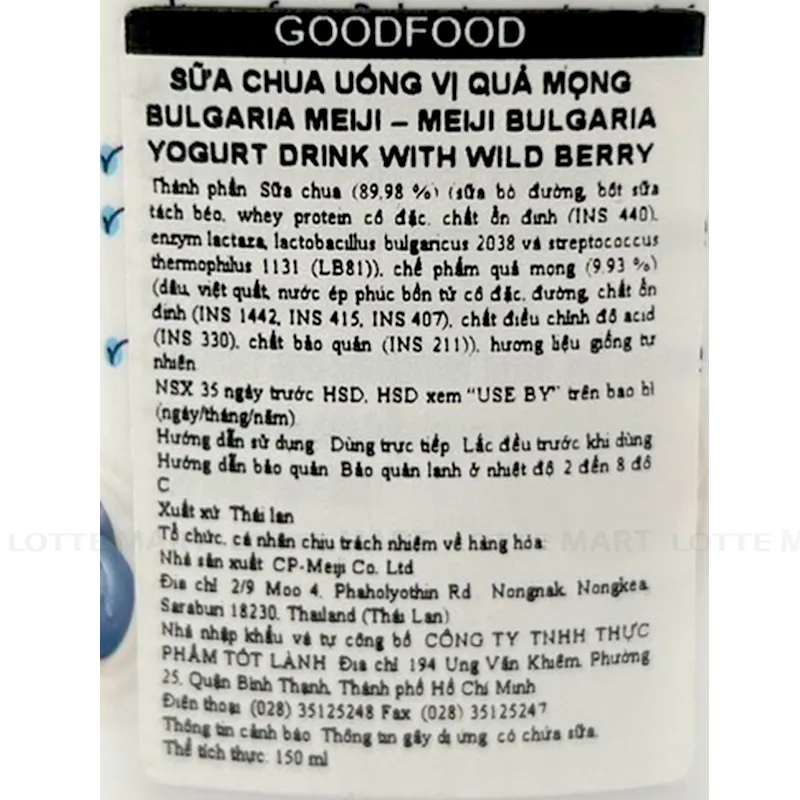 GOODFOOD
SỮA CHUA UỐNG VỊ QUẢ MỌNG
BULGARIA MEIJI – MEIJI BULGARIA
YOGURT DRINK WITH WILD BERRY
Thành phần Sữa chua (89,98 %) (sữa bò đường, bột sữa
tách béo, whey protein cô đặc, chất ổn định (INS 440),
enzym lactaza, lactobacillus bulgaricus 2038 và streptococcus
thermophilus 1131 (LB81)), chế phẩm quả mọng (9,93 %)
(dâu, việt quất, nước ép phúc bồn tử cô đặc, đường, chất ổn
định (INS 1442, INS 415, INS 407), chất điều chỉnh độ acid
(INS 330), chất bảo quản (INS 211)), hương liệu giống tự
nhiên
NSX 35 ngày trước HSD, HSD xem "USE BY" trên bao bì
(ngày/tháng/năm)
Hướng dẫn sử dụng Dùng trực tiếp Lắc đều trước khi dùng
Hướng dẫn bảo quản Bảo quản lạnh ở nhiệt độ 2 đến 8 độ
C
Xuất xứ Thái lan
Tổ chức, cá nhân chịu trách nhiệm về hàng hóa
Nhà sản xuất CP-Meiji Co. Ltd
Địa chỉ 2/9 Moo 4, Phaholyothin Rd Nongnak, Nongkea,
Saraburi 18230, Thailand (Thái Lan)
Nhà nhập khẩu và tự công bố CÔNG TY TNHH THỰC
PHẨM TỐT LÀNH Địa chỉ 194 Ung Văn Khiêm, Phường
25, Quận Bình Thạnh, Thành phố Hồ Chí Minh
Điện thoại (028) 35125248 Fax (028) 35125247
Thông tin cảnh báo Thông tin gây dị ứng có chứa sữa.
Thể tích thực: 150 ml
LOTTE MART LOTTE M